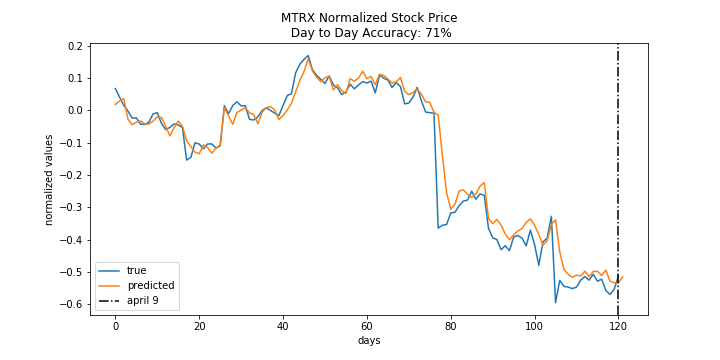 MTRX Normalized Stock Price
Day to Day Accuracy: 71%
normalized values
0.2
0.1
0.0
−0.1
−0.2
−0.3
−0.4
−0.5
−0.6
true
predicted
april 9
0 20 40 60 80 100 120
days